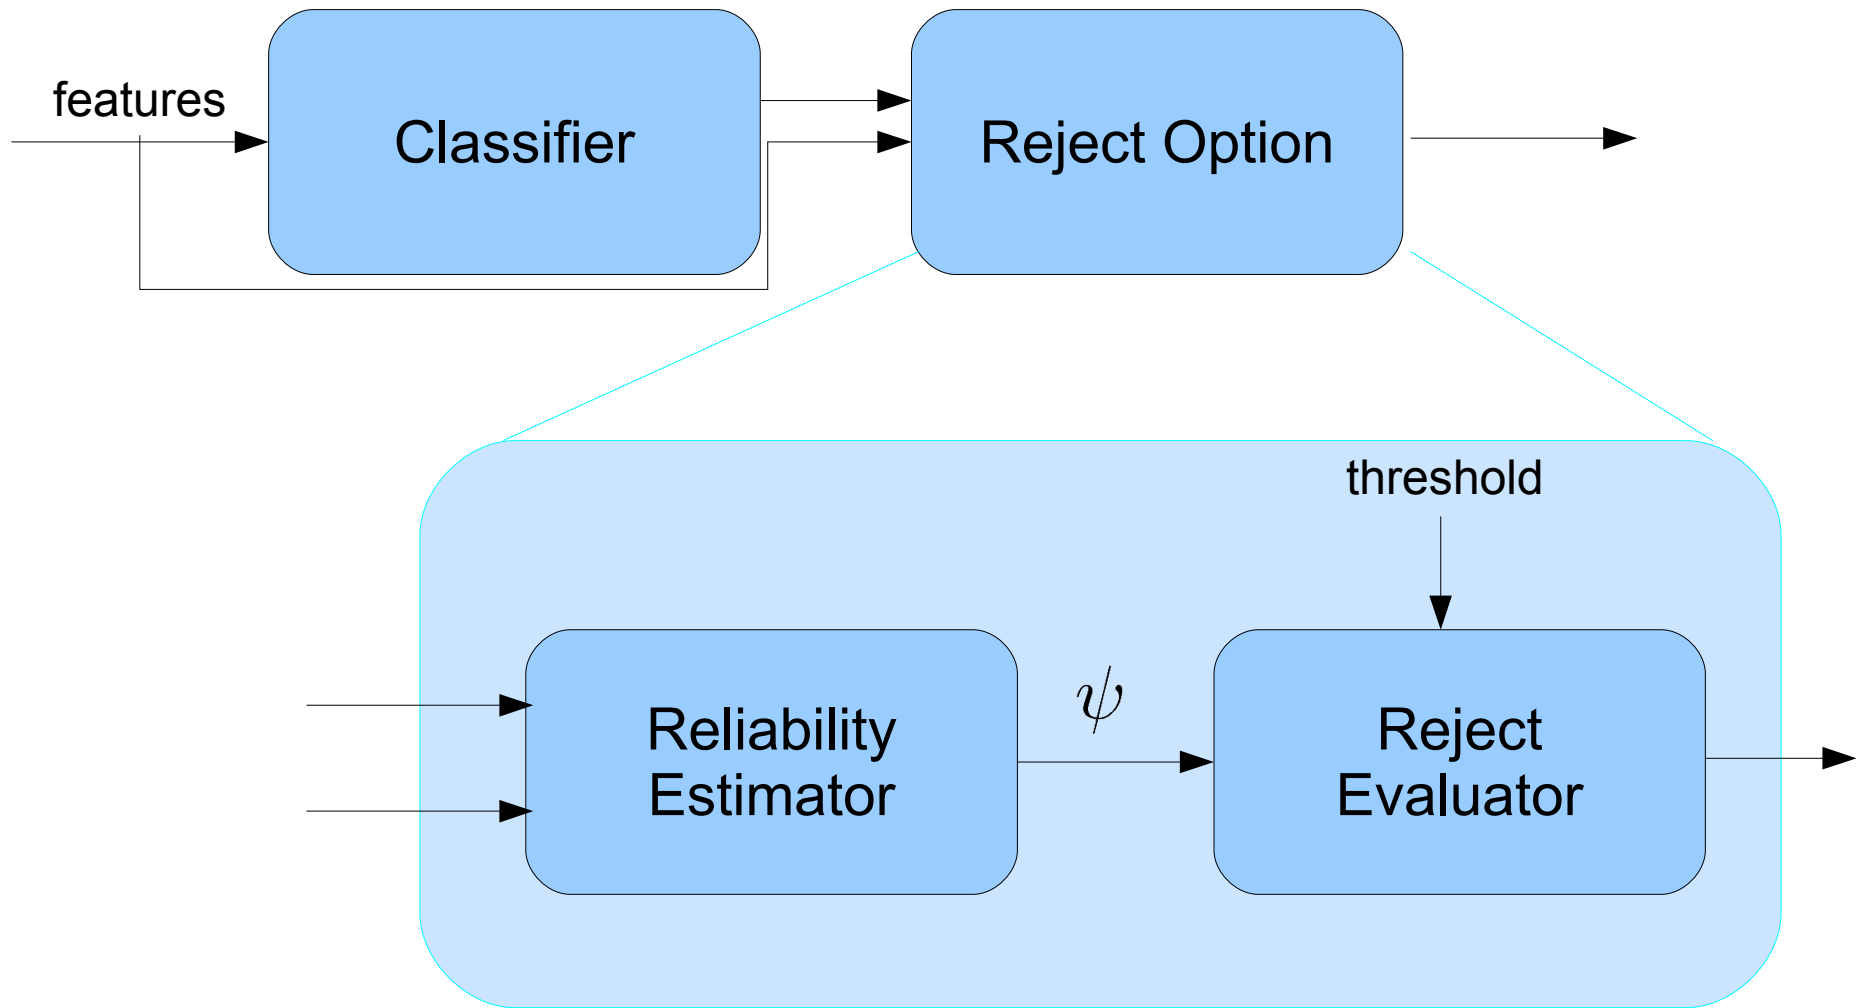 features
Classifier
Reject Option
threshold
ψ
Reliability
Estimator
Reject
Evaluator